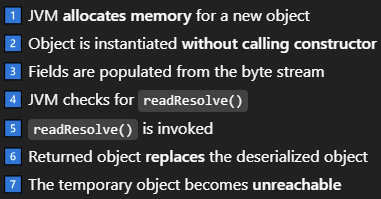 1 JVM allocates memory for a new object
2 Object is instantiated without calling constructor
3 Fields are populated from the byte stream
4 JVM checks for readResolve()
5 readResolve() is invoked
6 Returned object replaces the deserialized object
7 The temporary object becomes unreachable